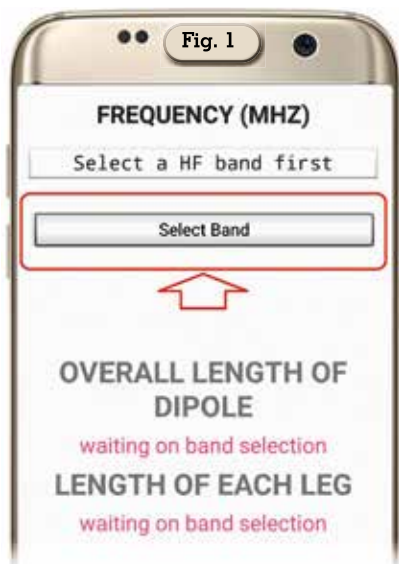 Fig. 1
FREQUENCY (MHZ)
Select a HF band first
Select Band
OVERALL LENGTH OF
DIPOLE
waiting on band selection
LENGTH OF EACH LEG
waiting on band selection